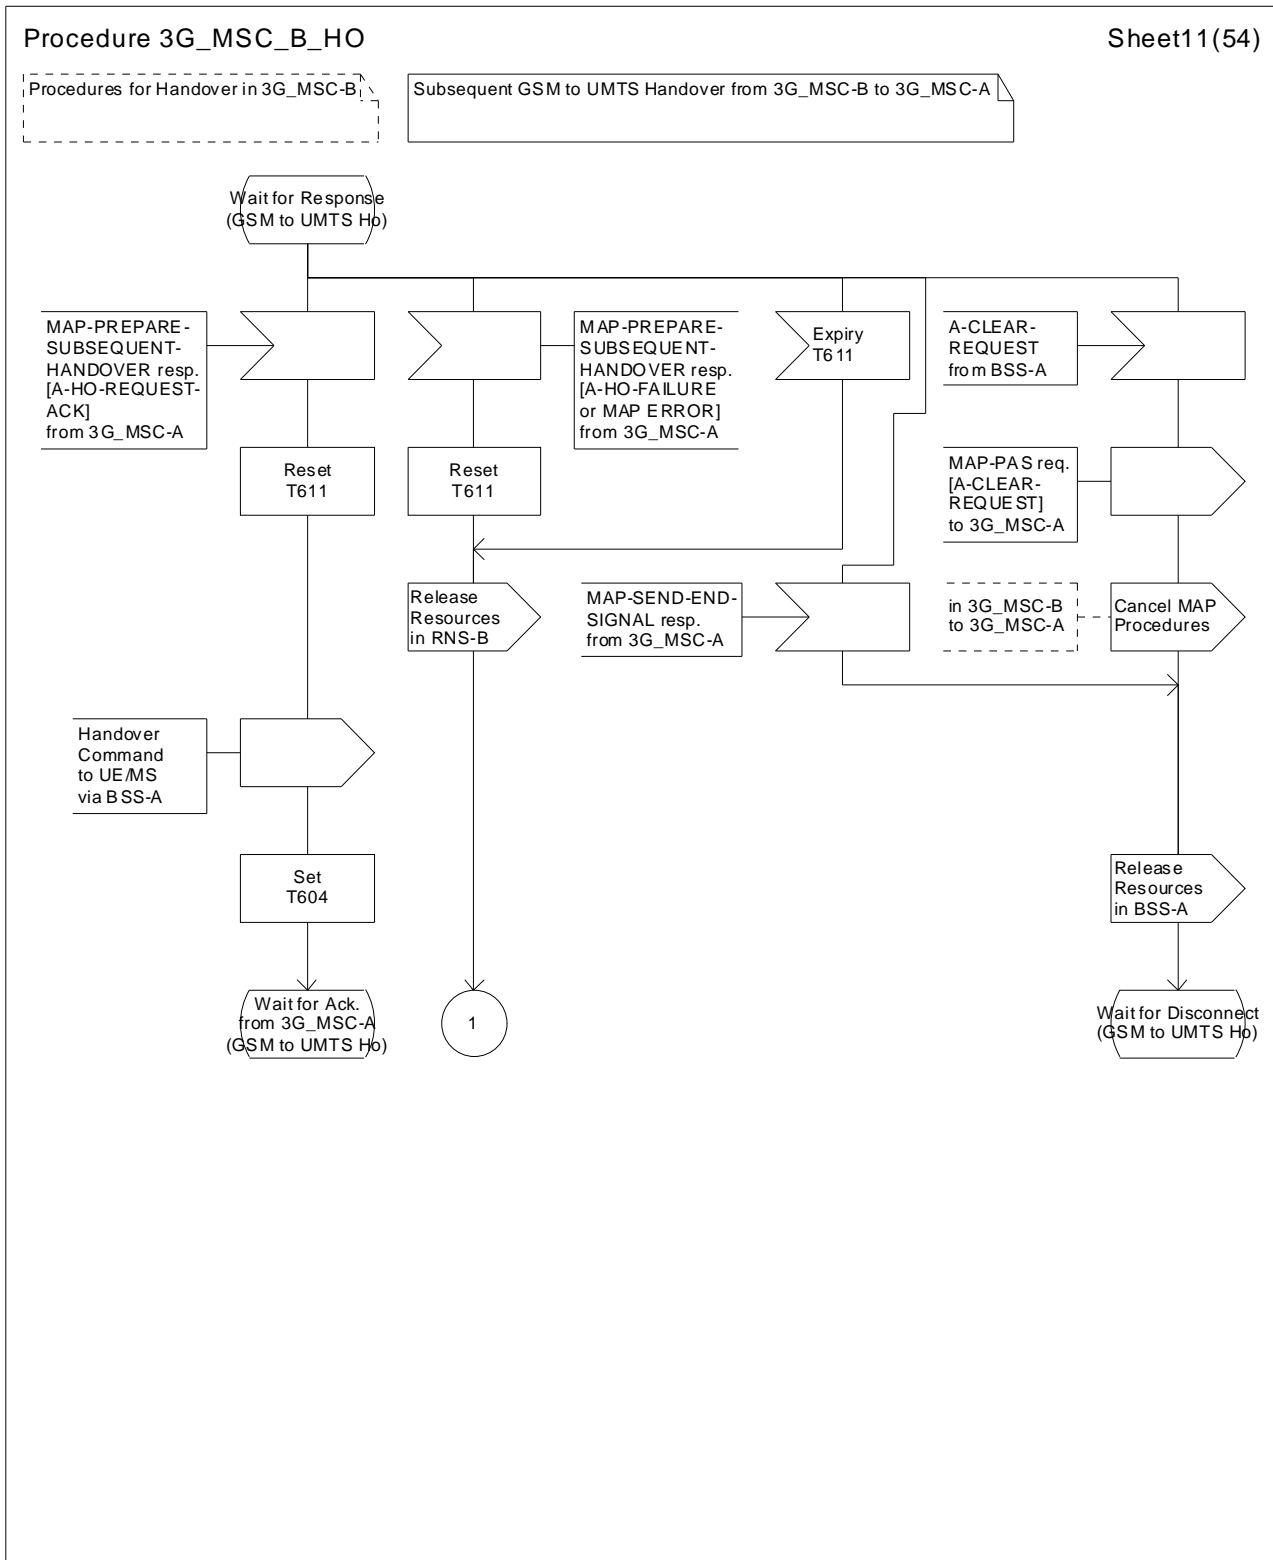 Procedure 3G_MSC_B_HO
Sheet11(54)
Procedures for Handover in 3G_MSC-B
Subsequent GSM to UMTS Handover from 3G_MSC-B to 3G_MSC-A
Wait for Response
(GSM to UMTS Ho)
MAP-PREPARE-
SUBSEQUENT-
HANDOVER resp.
[A-HO-REQUEST-
ACK]
from 3G_MSC-A
MAP-PREPARE-
SUBSEQUENT-
HANDOVER resp.
[A-HO-FAILURE
or MAP ERROR]
from 3G_MSC-A
Expiry
T611
A-CLEAR-
REQUEST
from BSS-A
Reset
T611
Reset
T611
MAP-PAS req.
[A-CLEAR-
REQUEST]
to 3G_MSC-A
Release
Resources
in RNS-B
MAP-SEND-END-
SIGNAL resp.
from 3G_MSC-A
in 3G_MSC-B
to 3G_MSC-A
Cancel MAP
Procedures
Handover
Command
to UE/MS
via BSS-A
Set
T604
Release
Resources
in BSS-A
Wait for Ack.
from 3G_MSC-A
(GSM to UMTS Ho)
1
Wait for Disconnect
(GSM to UMTS Ho)